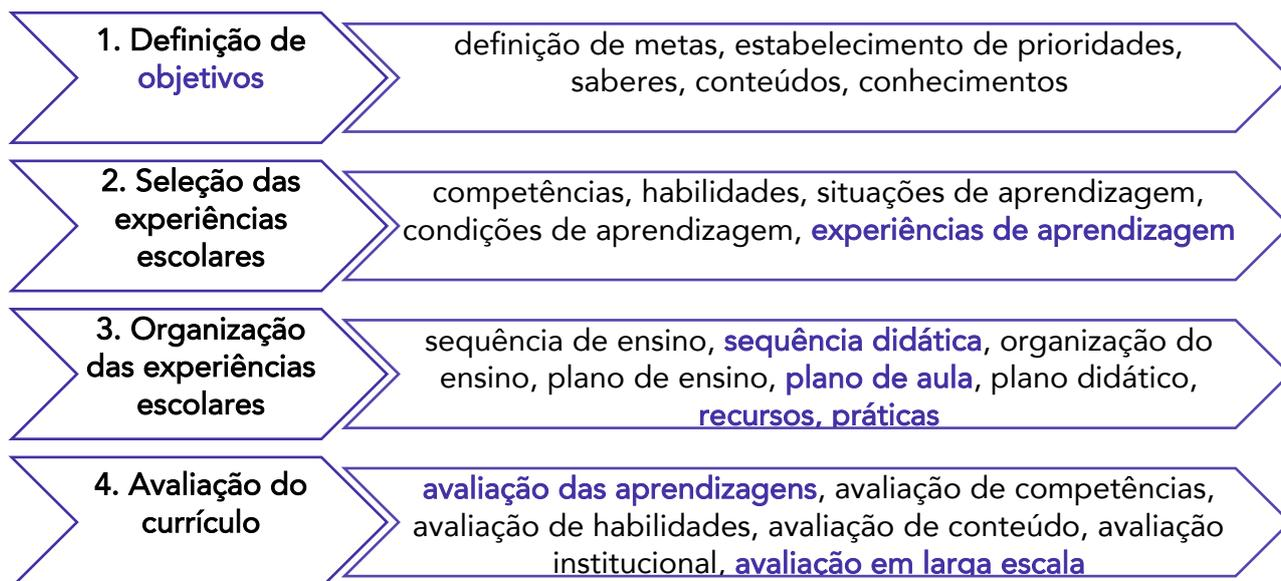 1. Definição de
objetivos
definição de metas, estabelecimento de prioridades,
saberes, conteúdos, conhecimentos
2. Seleção das
experiências
escolares
competências, habilidades, situações de aprendizagem,
condições de aprendizagem, experiências de aprendizagem
3. Organização
das experiências
escolares
sequência de ensino, sequência didática, organização do
ensino, plano de ensino, plano de aula, plano didático,
recursos, práticas
4. Avaliação do
currículo
avaliação das aprendizagens, avaliação de competências,
avaliação de habilidades, avaliação de conteúdo, avaliação
institucional, avaliação em larga escala